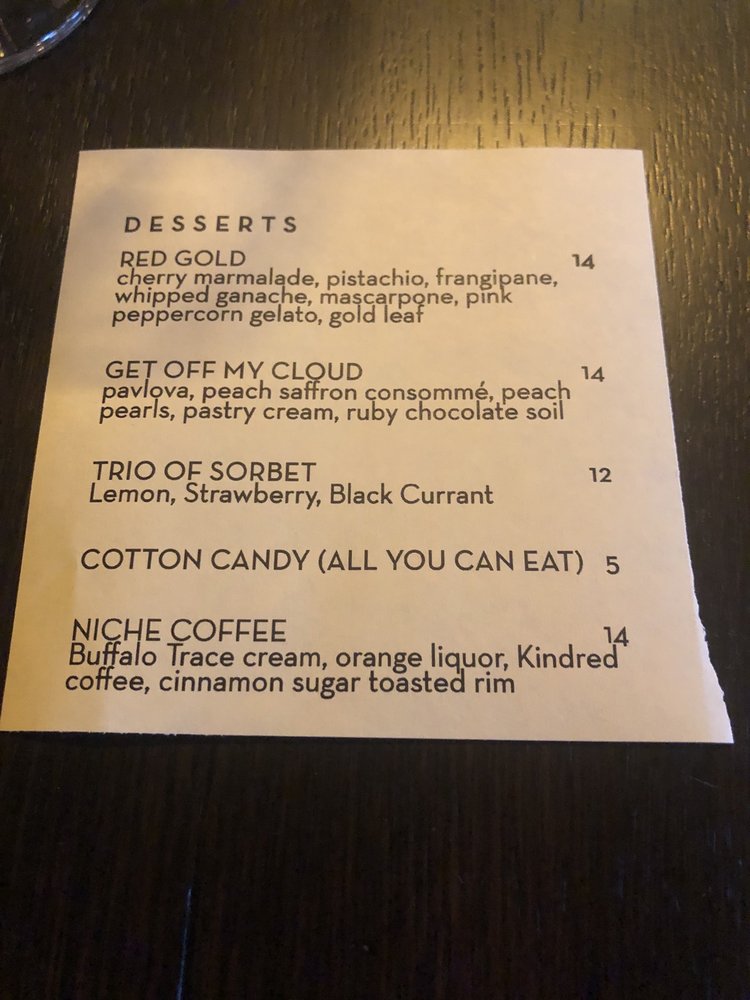 DESSERTS
RED GOLD 14
cherry marmalade, pistachio, frangipane,
whipped ganache, mascarpone, pink
peppercorn gelato, gold leaf
GET OFF MY CLOUD 14
pavlova, peach saffron consommé, peach
pearls, pastry cream, ruby chocolate soil
TRIO OF SORBET 12
Lemon, Strawberry, Black Currant
COTTON CANDY (ALL YOU CAN EAT) 5
NICHE COFFEE 14
Buffalo Trace cream, orange liquor, Kindred
coffee, cinnamon sugar toasted rim